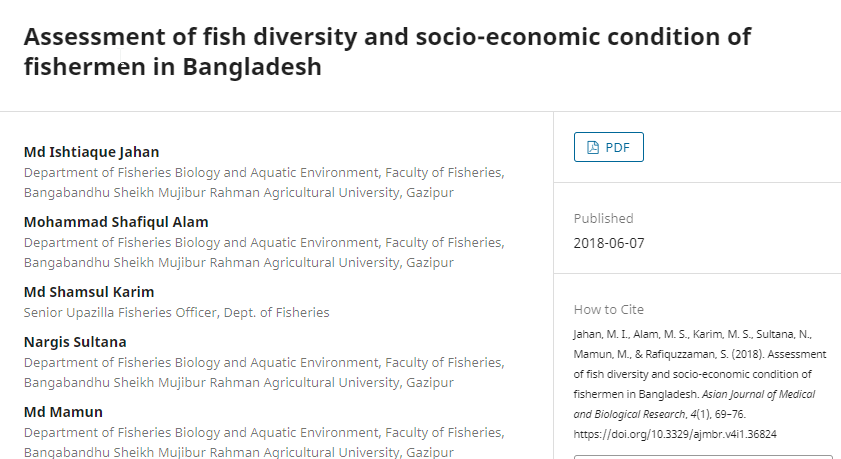 Assessment of fish diversity and socio-economic condition of
fishermen in Bangladesh
Md Ishtiaque Jahan
Department of Fisheries Biology and Aquatic Environment, Faculty of Fisheries,
Bangabandhu Sheikh Mujibur Rahman Agricultural University, Gazipur
Mohammad Shafiqul Alam
Department of Fisheries Biology and Aquatic Environment, Faculty of Fisheries,
Bangabandhu Sheikh Mujibur Rahman Agricultural University, Gazipur
Md Shamsul Karim
Senior Upazilla Fisheries Officer, Dept. of Fisheries
Nargis Sultana
Department of Fisheries Biology and Aquatic Environment, Faculty of Fisheries,
Bangabandhu Sheikh Mujibur Rahman Agricultural University, Gazipur
Md Mamun
Department of Fisheries Biology and Aquatic Environment, Faculty of Fisheries,
Bangabandhu Sheikh Mujibur Rahman Agricultural University, Gazipur
PDF
Published
2018-06-07
How to Cite
Jahan, M. I., Alam, M. S., Karim, M. S., Sultana, N.,
Mamun, M., & Rafiquzzaman, S. (2018). Assessment
of fish diversity and socio-economic condition of
fishermen in Bangladesh. Asian Journal of Medical
and Biological Research, 4(1), 69–76.
https://doi.org/10.3329/ajmbr.v4i1.36824